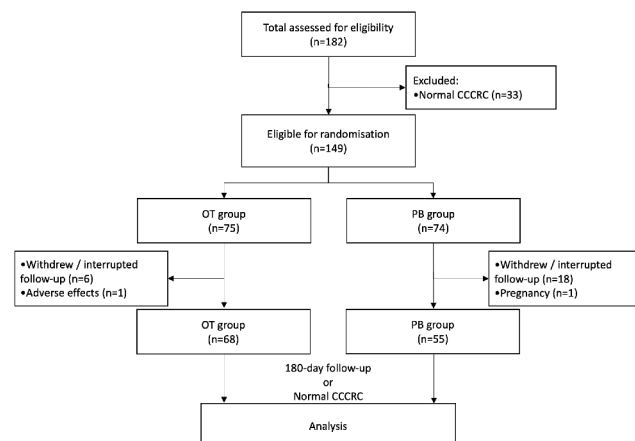 Total assessed for eligibility
(n=182)
Excluded:
•Normal CCCRC (n=33)
Eligible for randomisation
(n=149)
OT group
(n=75)
PB group
(n=74)
•Withdrew / interrupted
follow-up (n=6)
•Adverse effects (n=1)
•Withdrew / interrupted
follow-up (n=18)
•Pregnancy (n=1)
OT group
(n=68)
PB group
(n=55)
180-day follow-up
or
Normal CCCRC
Analysis